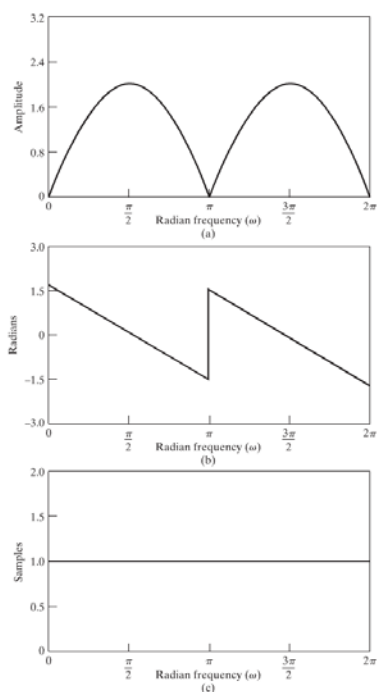 3.2
2.4
1.6
0.8
0
Amplitude
0 π/2 π 3π/2 2π
Radian frequency (ω)
(a)
3.0
1.5
0
−1.5
−3.0
Radians
0 π/2 π 3π/2 2π
Radian frequency (ω)
(b)
2.0
1.5
1.0
0.5
0
Samples
0 π/2 π 3π/2 2π
Radian frequency (ω)
(c)